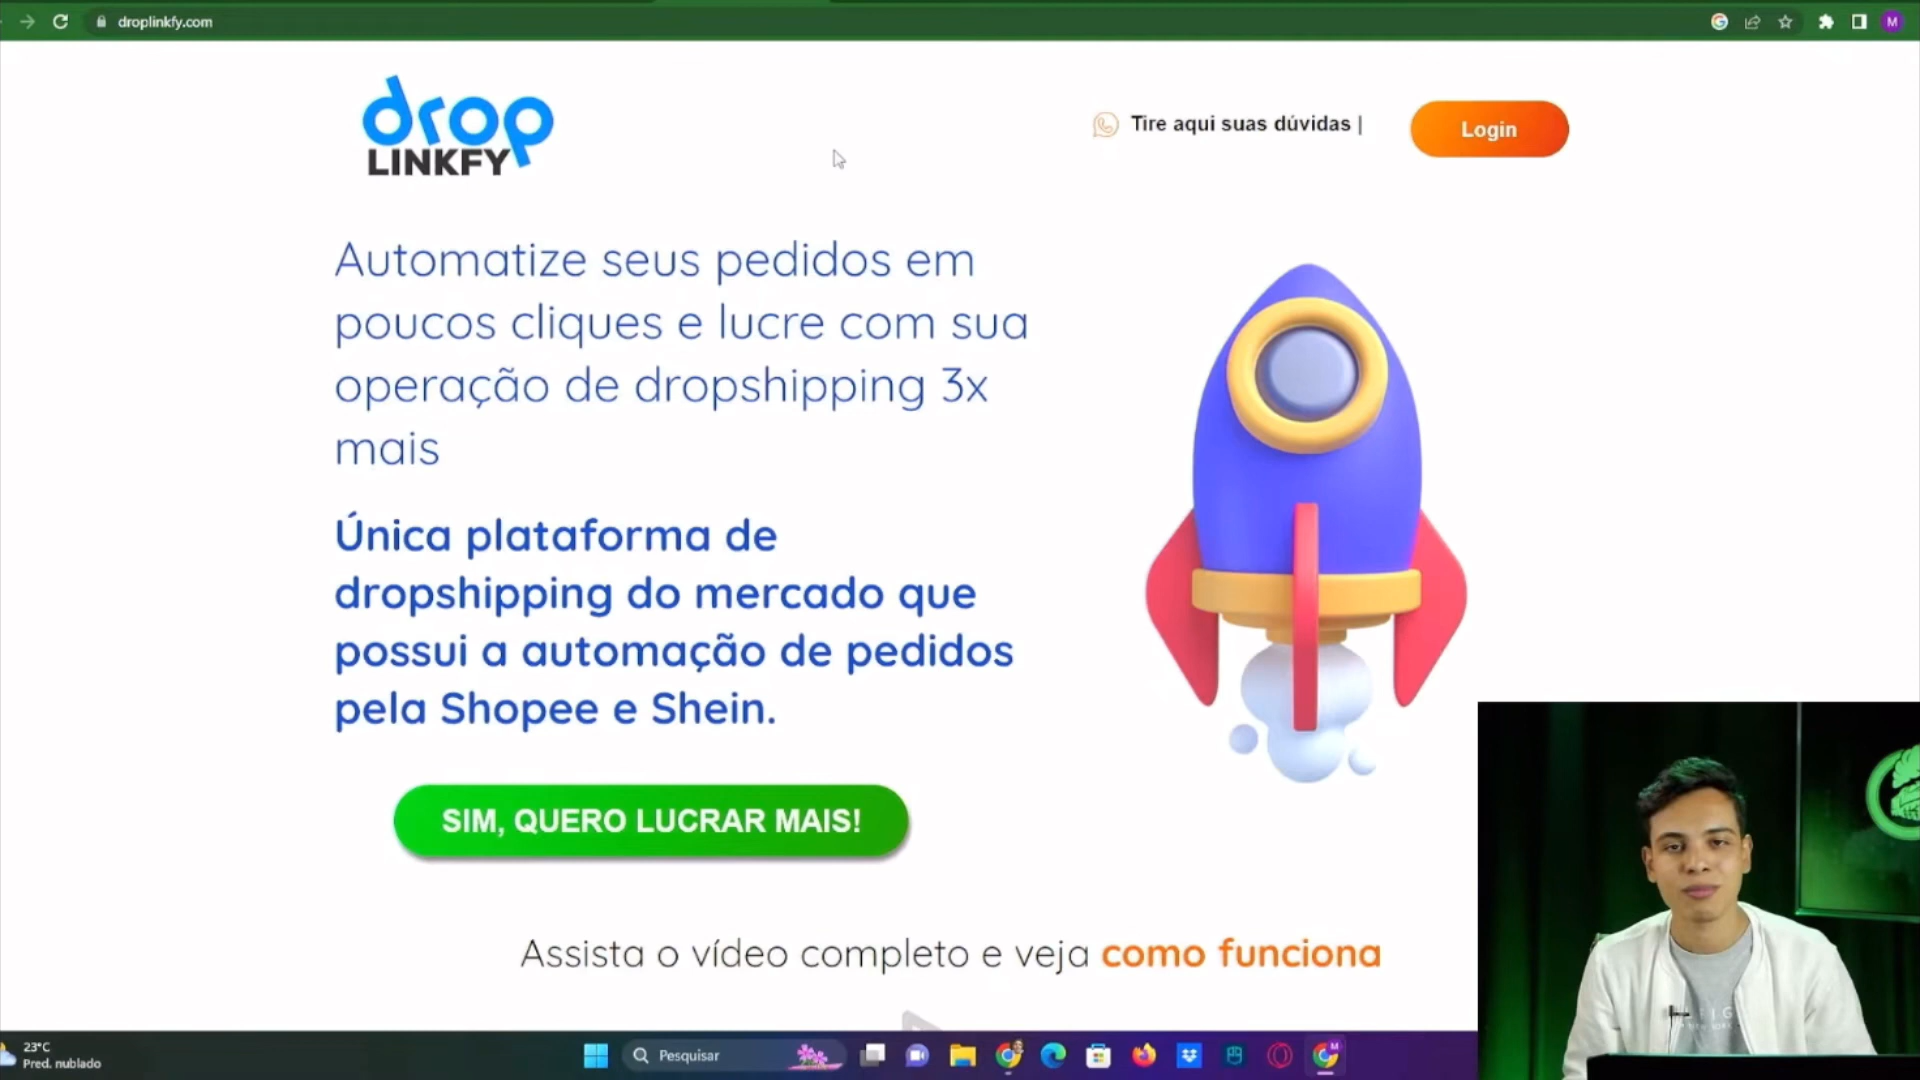 droplinkfy.com
M
drop
LINKFY
Tire aqui suas dúvidas |
Login
Automatize seus pedidos em
poucos cliques e lucre com sua
operação de dropshipping 3x
mais
Única plataforma de
dropshipping do mercado que
possui a automação de pedidos
pela Shopee e Shein.
SIM, QUERO LUCRAR MAIS!
Assista o vídeo completo e veja como funciona
23°C
Pred. nublado
Pesquisar
M